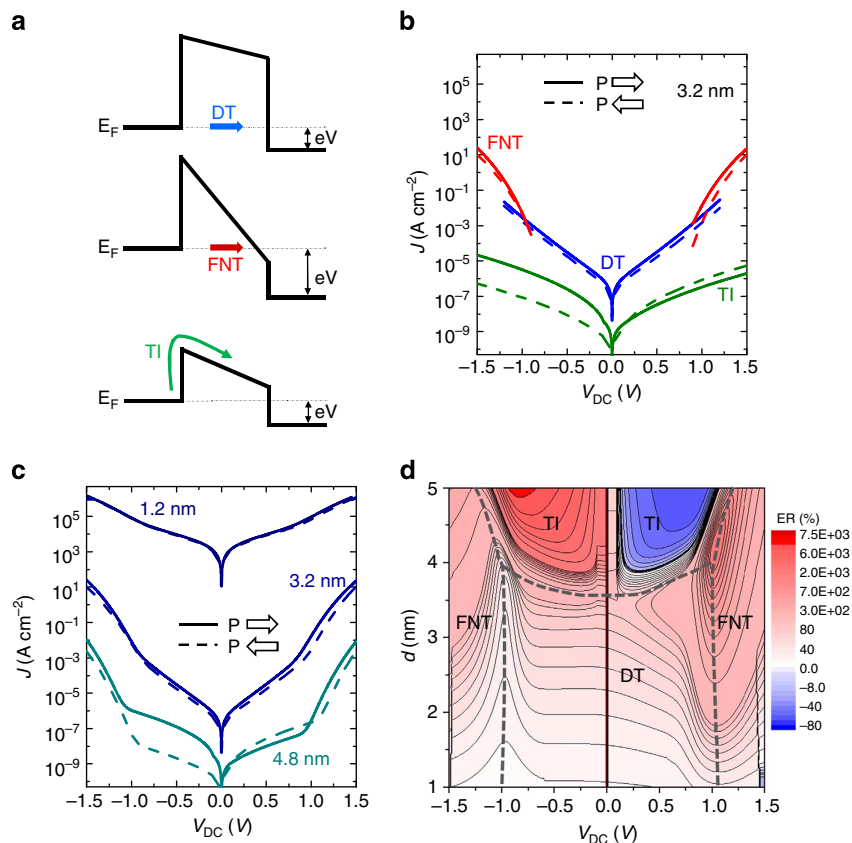 a
E_F
DT
eV
E_F
FNT
eV
TI
E_F
eV
b
P
P
3.2 nm
FNT
DT
TI
10^5
10^3
10^1
10^−1
10^−3
10^−5
10^−7
10^−9
J (A cm^−2)
−1.5 −1.0 −0.5 0.0 0.5 1.0 1.5
V_DC (V)
c
1.2 nm
3.2 nm
P
P
4.8 nm
10^5
10^3
10^1
10^−1
10^−3
10^−5
10^−7
10^−9
J (A cm^−2)
−1.5 −1.0 −0.5 0.0 0.5 1.0 1.5
V_DC (V)
d
TI TI
FNT FNT
DT
5
4
3
2
1
d (nm)
−1.5 −1.0 −0.5 0.0 0.5 1.0 1.5
V_DC (V)
ER (%)
7.5E+03
6.0E+03
7.0E+02
3.0E+02
80
40
0.0
−8.0
−40
−80